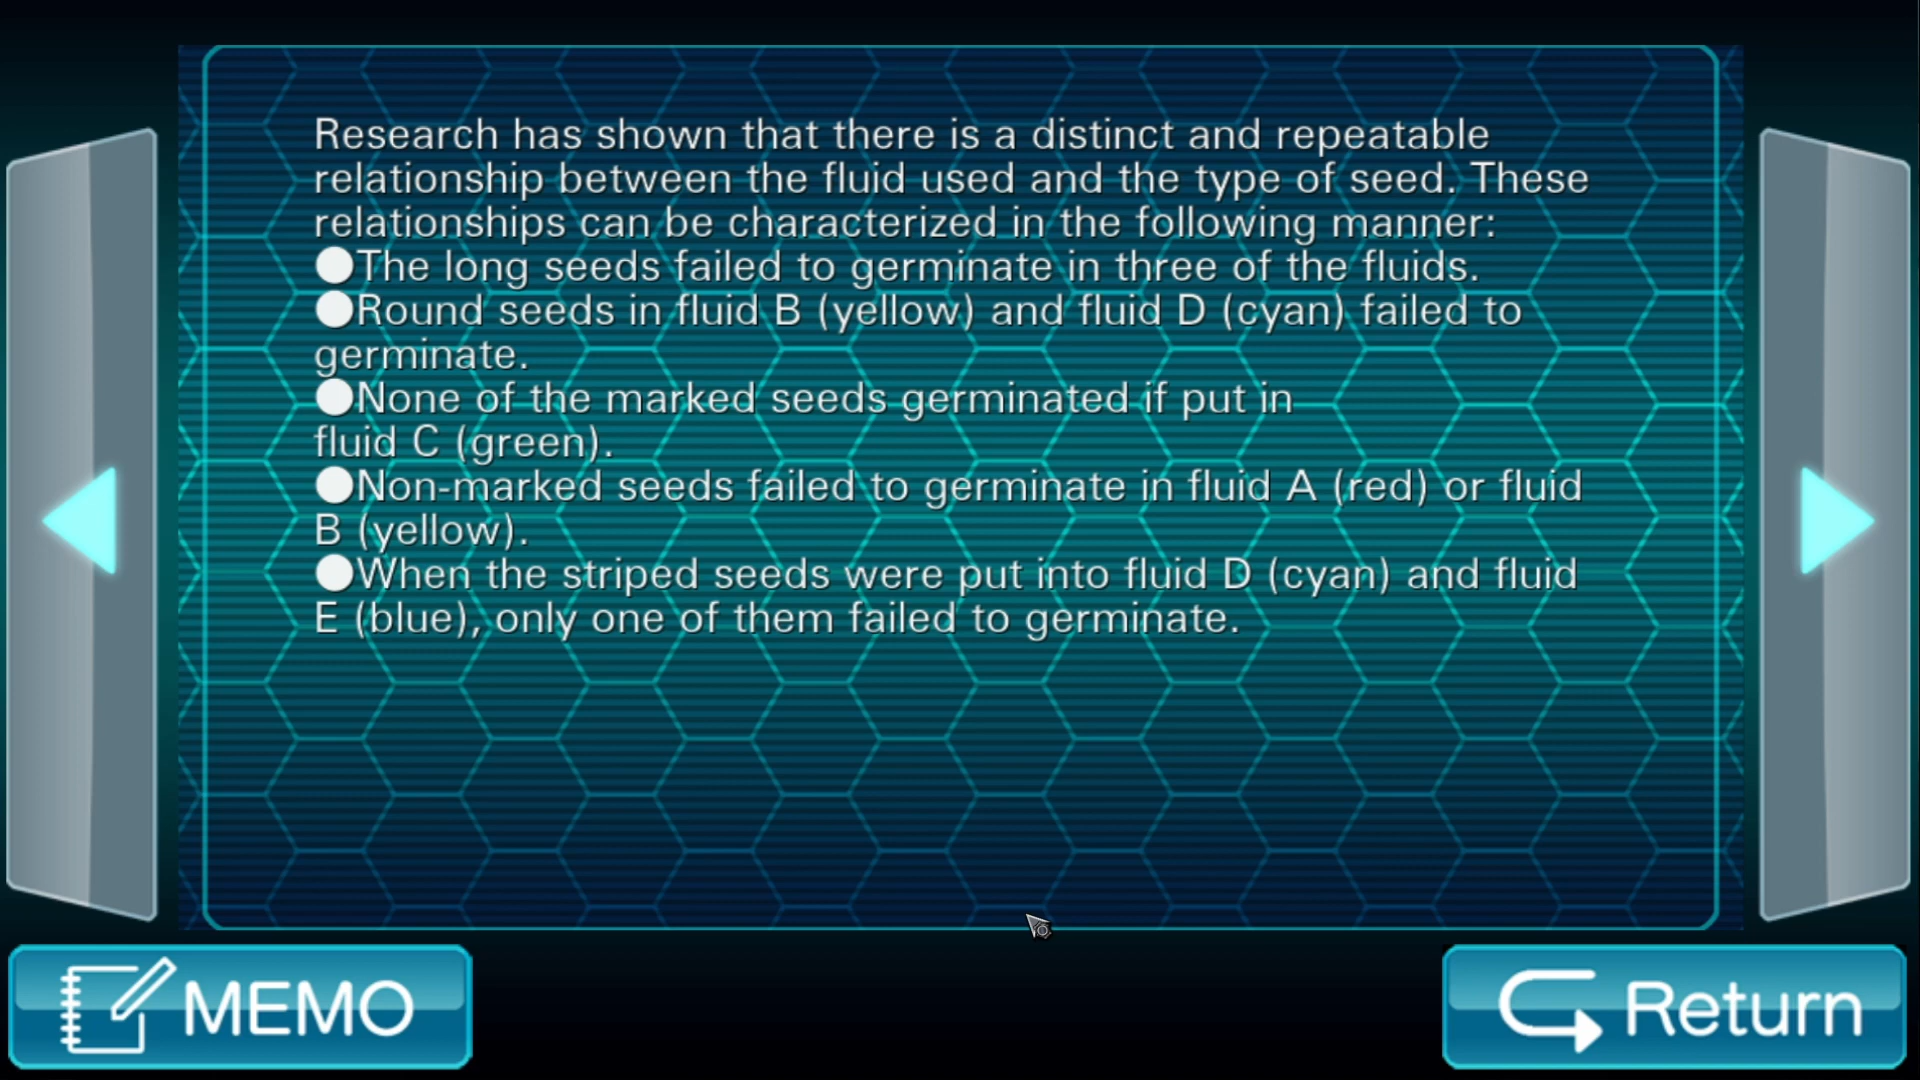 Research has shown that there is a distinct and repeatable
relationship between the fluid used and the type of seed. These
relationships can be characterized in the following manner:
●The long seeds failed to germinate in three of the fluids.
●Round seeds in fluid B (yellow) and fluid D (cyan) failed to
germinate.
●None of the marked seeds germinated if put in
fluid C (green).
●Non-marked seeds failed to germinate in fluid A (red) or fluid
B (yellow).
●When the striped seeds were put into fluid D (cyan) and fluid
E (blue), only one of them failed to germinate.
MEMO
Return